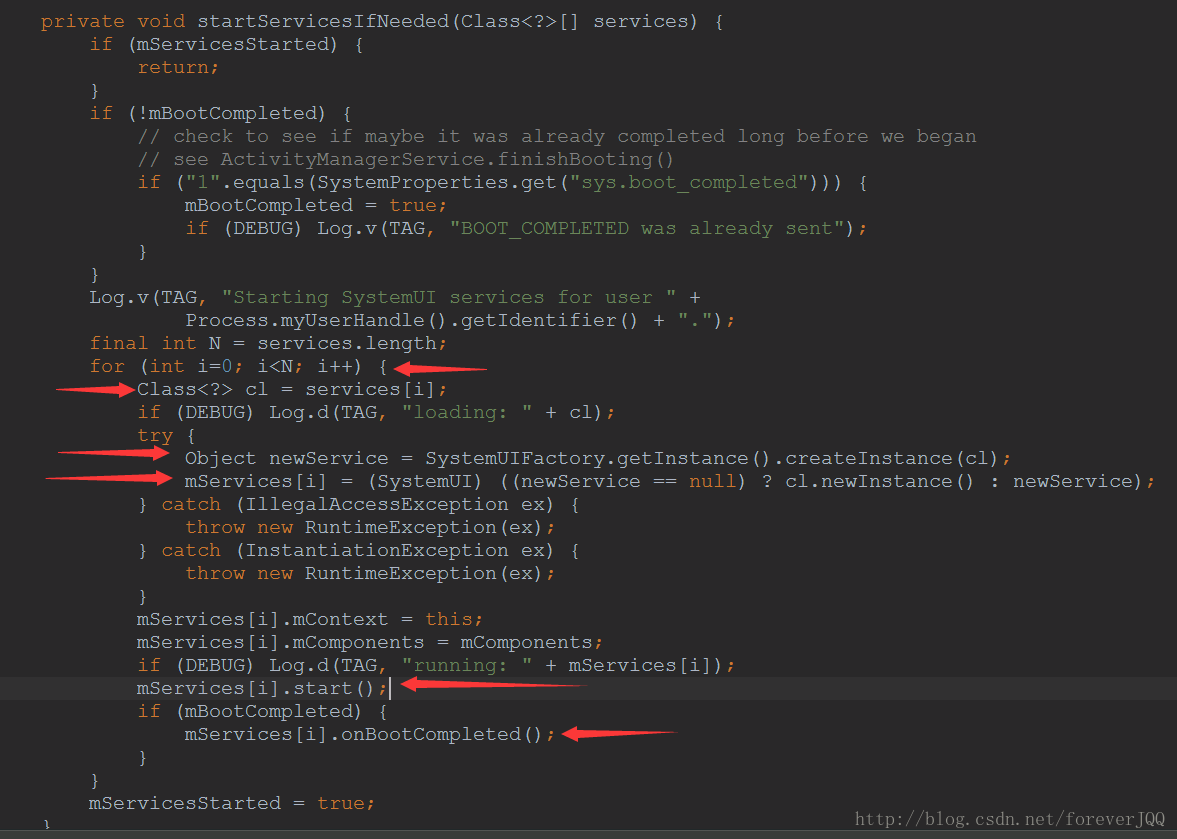 private void startServicesIfNeeded(Class<?>[] services) {
    if (mServicesStarted) {
        return;
    }
    if (!mBootCompleted) {
        // check to see if maybe it was already completed long before we began
        // see ActivityManagerService.finishBooting()
        if ("1".equals(SystemProperties.get("sys.boot_completed"))) {
            mBootCompleted = true;
            if (DEBUG) Log.v(TAG, "BOOT_COMPLETED was already sent");
        }
    }
    Log.v(TAG, "Starting SystemUI services for user " +
            Process.myUserHandle().getIdentifier() + ".");
    final int N = services.length;
    for (int i=0; i<N; i++) {
        Class<?> cl = services[i];
        if (DEBUG) Log.d(TAG, "loading: " + cl);
        try {
            Object newService = SystemUIFactory.getInstance().createInstance(cl);
            mServices[i] = (SystemUI) ((newService == null) ? cl.newInstance() : newService);
        } catch (IllegalAccessException ex) {
            throw new RuntimeException(ex);
        } catch (InstantiationException ex) {
            throw new RuntimeException(ex);
        }
        mServices[i].mContext = this;
        mServices[i].mComponents = mComponents;
        if (DEBUG) Log.d(TAG, "running: " + mServices[i]);
        mServices[i].start();
        if (mBootCompleted) {
            mServices[i].onBootCompleted();
        }
    }
    mServicesStarted = true;
}
http://blog.csdn.net/foreverJQQ